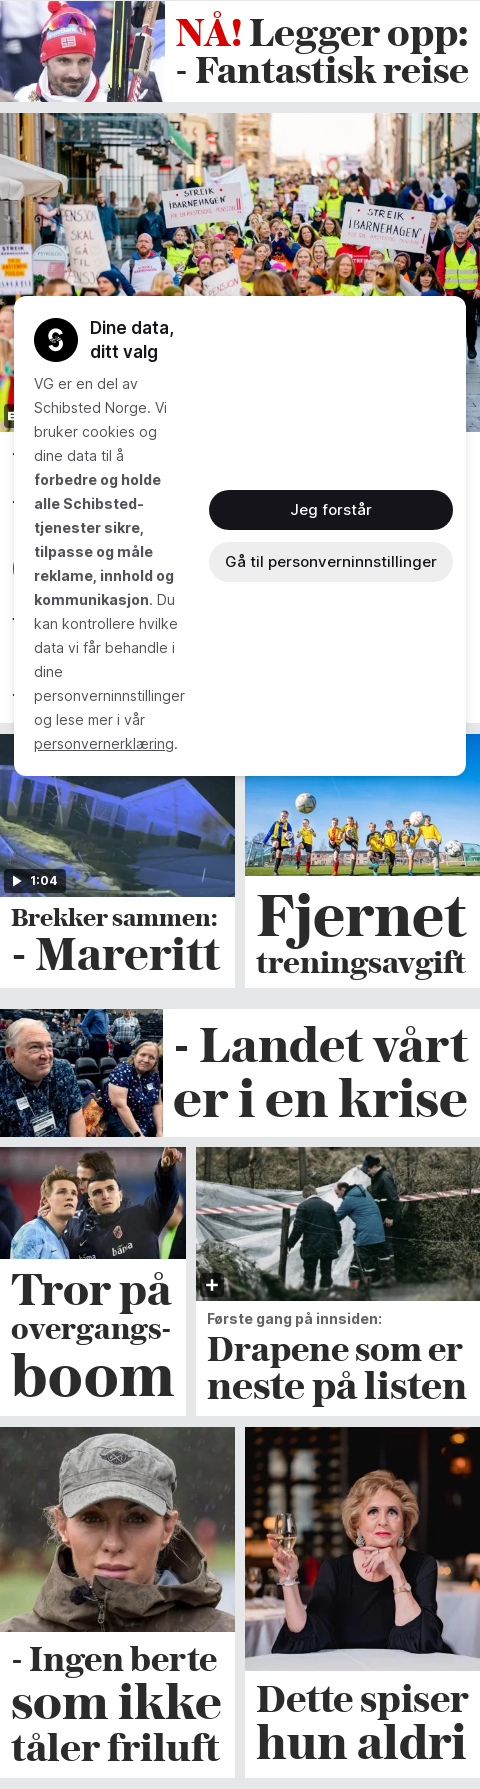 NÅ! Legger opp:
- Fantastisk reise
STREIK
I BARNEHAGEN
STREIK
I BARNEHAGEN
PENSJON
SKAL
GÅ
STREIK
PENSJON
Dine data,
ditt valg
VG er en del av
Schibsted Norge. Vi
bruker cookies og
dine data til å
forbedre og holde
alle Schibsted-
tjenester sikre,
tilpasse og måle
reklame, innhold og
kommunikasjon. Du
kan kontrollere hvilke
data vi får behandle i
dine
personverninnstillinger
og lese mer i vår
personvernerklæring.
Jeg forstår
Gå til personverninnstillinger
1:04
Brekker sammen:
- Mareritt
Fjernet
treningsavgift
- Landet vårt
er i en krise
bama
Tror på
overgangs-
boom
Første gang på innsiden:
Drapene som er
neste på listen
- Ingen berte
som ikke
tåler friluft
Dette spiser
hun aldri